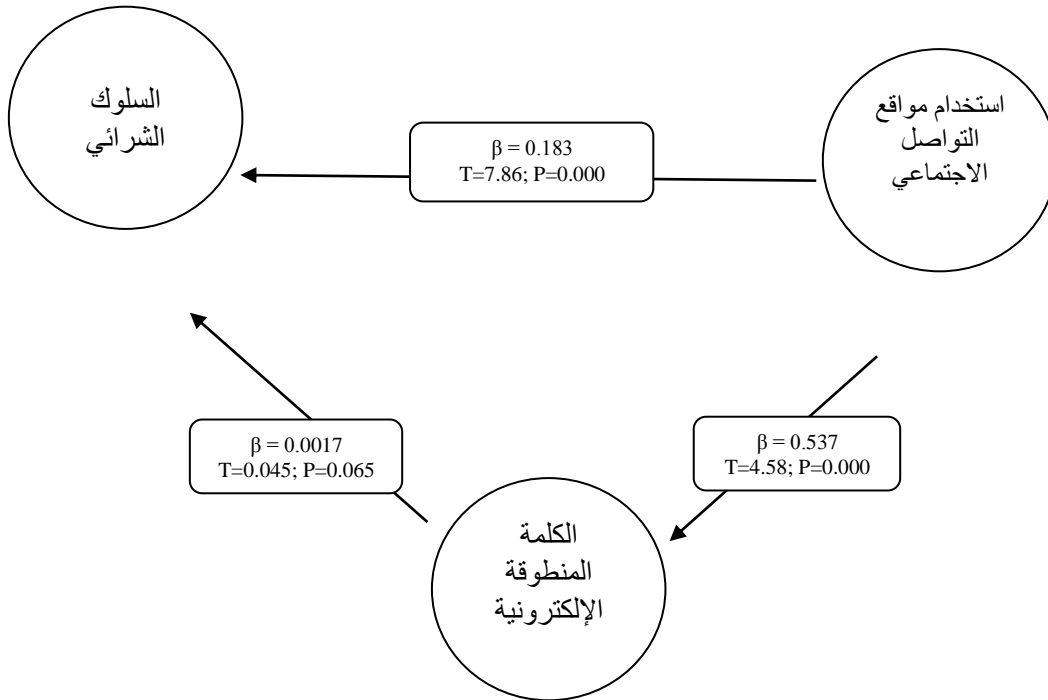 استخدام مواقع
التواصل
الاجتماعي
السلوك
الشرائي
β = 0.183
T=7.86; P=0.000
β = 0.537
T=4.58; P=0.000
β = 0.0017
T=0.045; P=0.065
الكلمة
المنطوقة
الإلكترونية